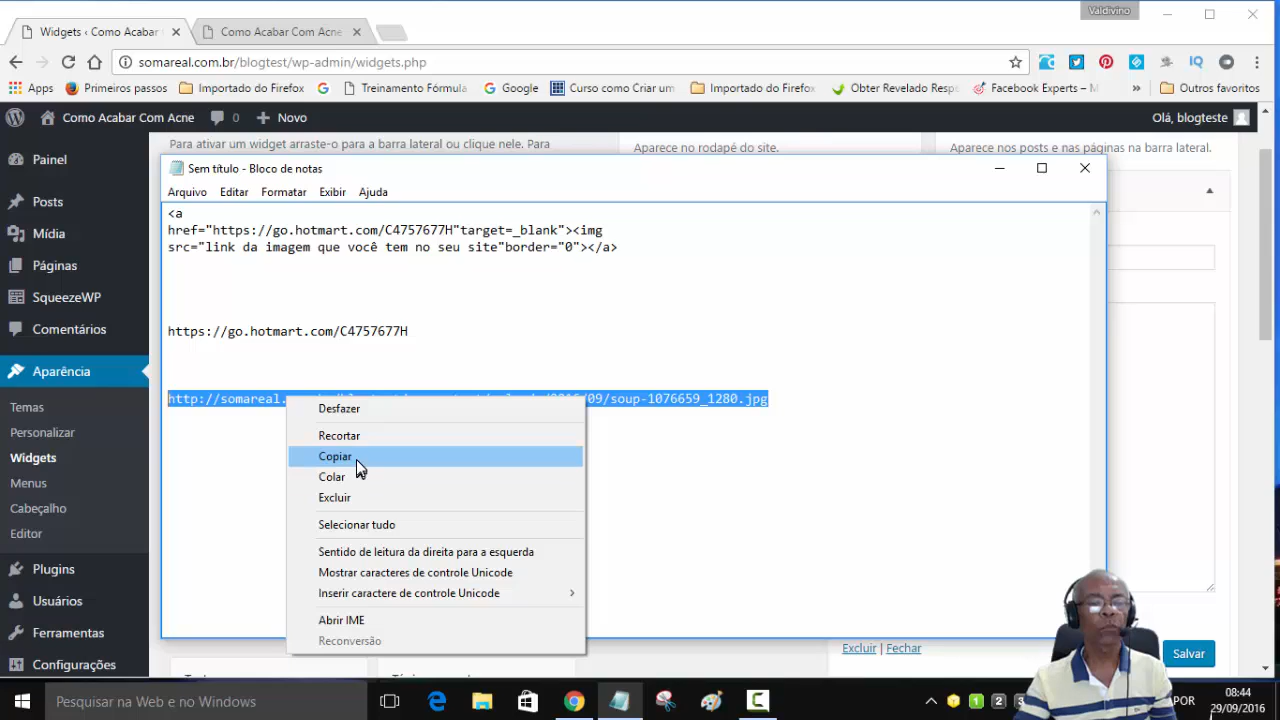 Valdivino
Widgets ‹ Como Acabar
Como Acabar Com Acne
somareal.com.br/blogtest/wp-admin/widgets.php
Apps
Primeiros passos
Importado do Firefox
Treinamento Fórmula
Google
Curso como Criar um
Importado do Firefox
Obter Revelado Resp
Facebook Experts – M
»
Outros favoritos
Como Acabar Com Acne
0
Novo
Olá, blogteste
Para ativar um widget arraste-o para a barra lateral ou clique nele. Para
Aparece no rodapé do site.
Aparece nos posts e nas páginas na barra lateral.
Painel
Posts
Mídia
Páginas
SqueezeWP
Comentários
Aparência
Temas
Personalizar
Widgets
Menus
Cabeçalho
Editor
Plugins
Usuários
Ferramentas
Configurações
Sem título - Bloco de notas
Arquivo Editar Formatar Exibir Ajuda
<a
href="https://go.hotmart.com/C4757677H"target=_blank"><img
src="link da imagem que você tem no seu site"border="0"></a>
https://go.hotmart.com/C4757677H
http://somareal.
/09/soup-1076659_1280.jpg
Desfazer
Recortar
Copiar
Colar
Excluir
Selecionar tudo
Sentido de leitura da direita para a esquerda
Mostrar caracteres de controle Unicode
Inserir caractere de controle Unicode
Abrir IME
Reconversão
Excluir | Fechar
Salvar
Pesquisar na Web e no Windows
1
2
3
POR
08:44
29/09/2016